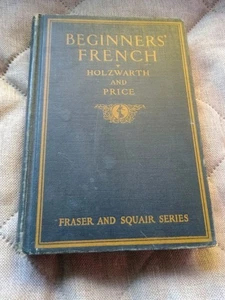 BEGINNERS'
FRENCH
HOLZWARTH
AND
PRICE
FRASER AND SQUAIR SERIES